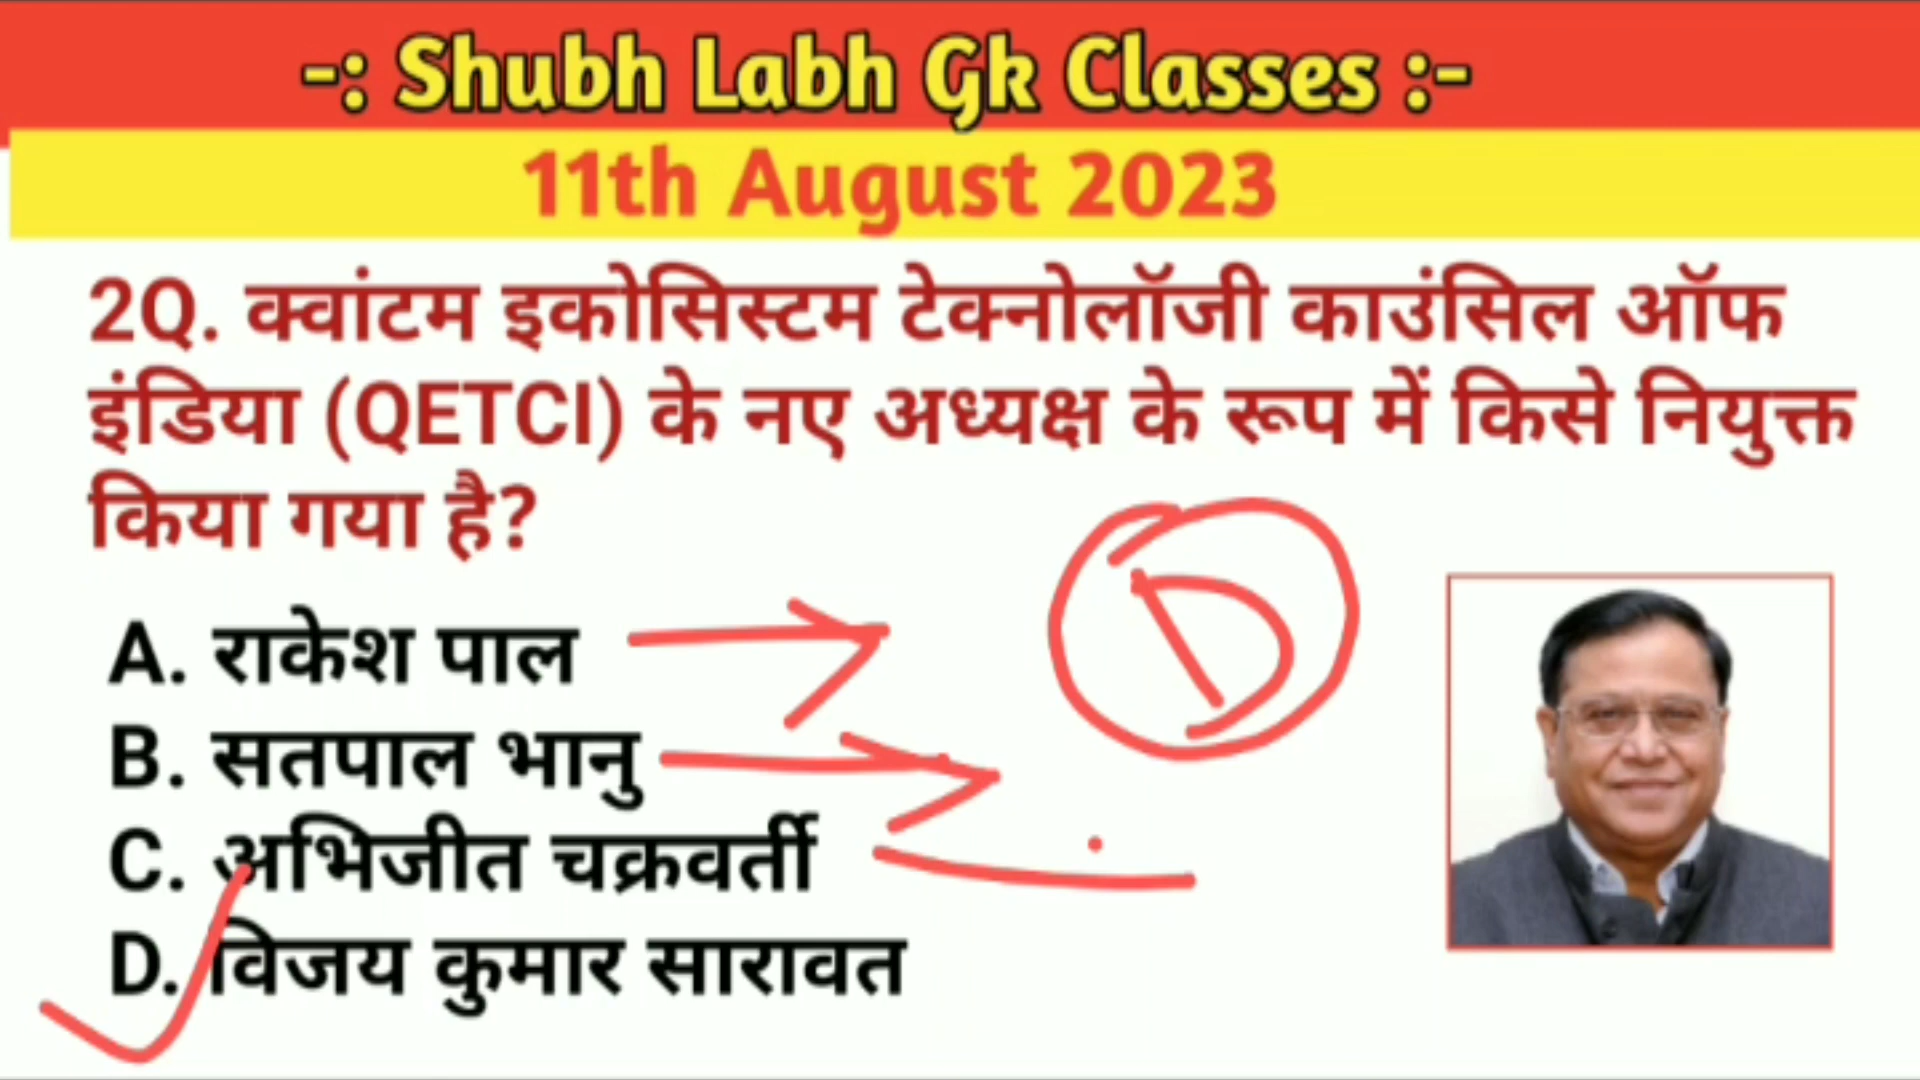 -: Shubh Labh Gk Classes :-
11th August 2023
2Q. क्वांटम इकोसिस्टम टेक्नोलॉजी काउंसिल ऑफ
इंडिया (QETCI) के नए अध्यक्ष के रूप में किसे नियुक्त
किया गया है?
D
A. राकेश पाल
B. सतपाल भानु
C. अभिजीत चक्रवर्ती
D. विजय कुमार सारावत